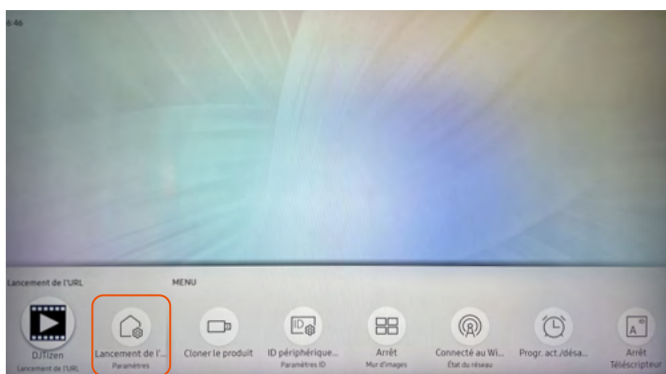 6:46
Lancement de l'URL
MENU
DJTizen
Lancement de l'URL
Lancement de l'...
Paramètres
Cloner le produit
ID périphérique...
Paramètres ID
Arrêt
Mur d'images
Connecté au Wi...
État du réseau
Progr. act./désa...
Arrêt
Téléscripteur
ID
A